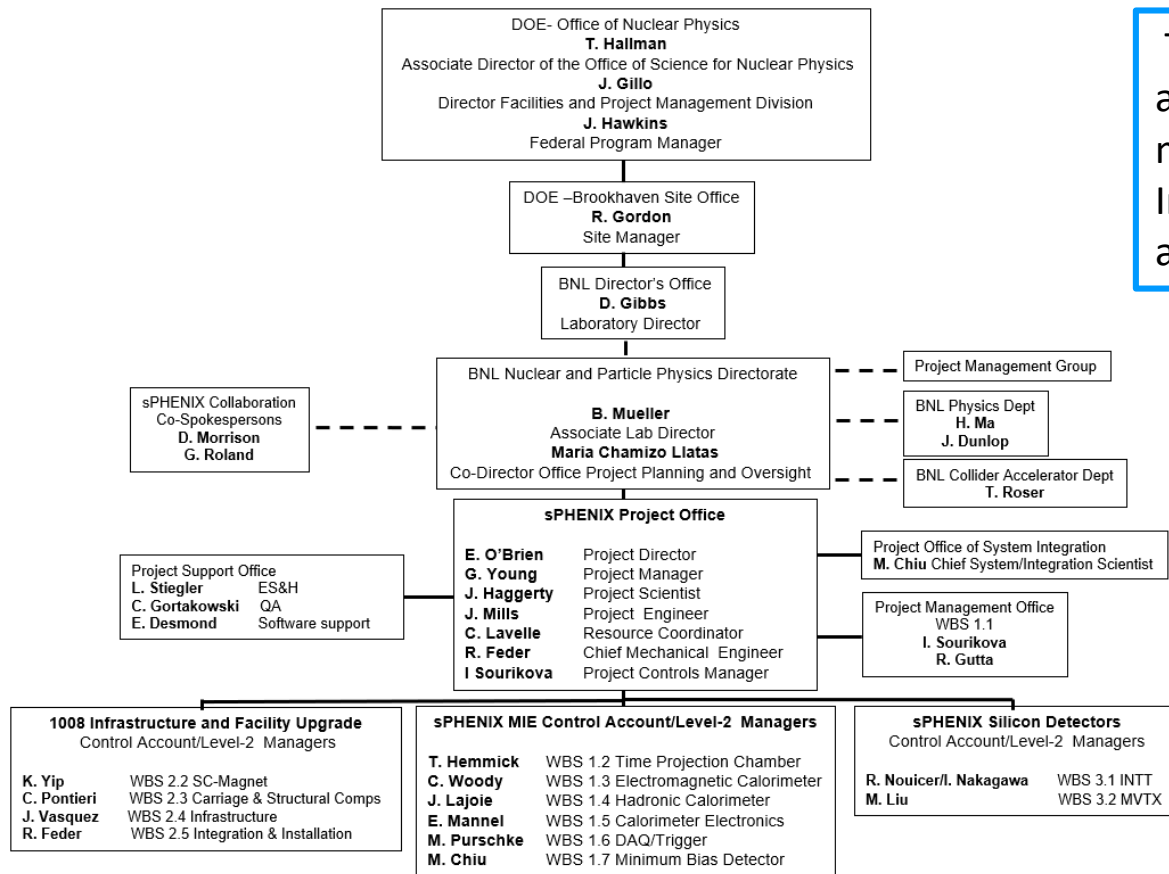 DOE- Office of Nuclear Physics
T. Hallman
Associate Director of the Office of Science for Nuclear Physics
J. Gillo
Director Facilities and Project Management Division
J. Hawkins
Federal Program Manager
DOE –Brookhaven Site Office
R. Gordon
Site Manager
BNL Director's Office
D. Gibbs
Laboratory Director
BNL Nuclear and Particle Physics Directorate
B. Mueller
Associate Lab Director
Maria Chamizo Llatas
Co-Director Office Project Planning and Oversight
sPHENIX Collaboration
Co-Spokespersons
D. Morrison
G. Roland
Project Management Group
BNL Physics Dept
H. Ma
J. Dunlop
BNL Collider Accelerator Dept
T. Roser
sPHENIX Project Office
E. O'Brien Project Director
G. Young Project Manager
J. Haggerty Project Scientist
J. Mills Project Engineer
C. Lavelle Resource Coordinator
R. Feder Chief Mechanical Engineer
I Sourikova Project Controls Manager
Project Support Office
L. Stiegler ES&H
C. Gortakowski QA
E. Desmond Software support
Project Office of System Integration
M. Chiu Chief System/Integration Scientist
Project Management Office
WBS 1.1
I. Sourikova
R. Gutta
1008 Infrastructure and Facility Upgrade
Control Account/Level-2 Managers
K. Yip WBS 2.2 SC-Magnet
C. Pontieri WBS 2.3 Carriage & Structural Comps
J. Vasquez WBS 2.4 Infrastructure
R. Feder WBS 2.5 Integration & Installation
sPHENIX MIE Control Account/Level-2 Managers
T. Hemmick WBS 1.2 Time Projection Chamber
C. Woody WBS 1.3 Electromagnetic Calorimeter
J. Lajoie WBS 1.4 Hadronic Calorimeter
E. Mannel WBS 1.5 Calorimeter Electronics
M. Purschke WBS 1.6 DAQ/Trigger
M. Chiu WBS 1.7 Minimum Bias Detector
sPHENIX Silicon Detectors
Control Account/Level-2 Managers
R. Nouicer/I. Nakagawa WBS 3.1 INTT
M. Liu WBS 3.2 MVTX